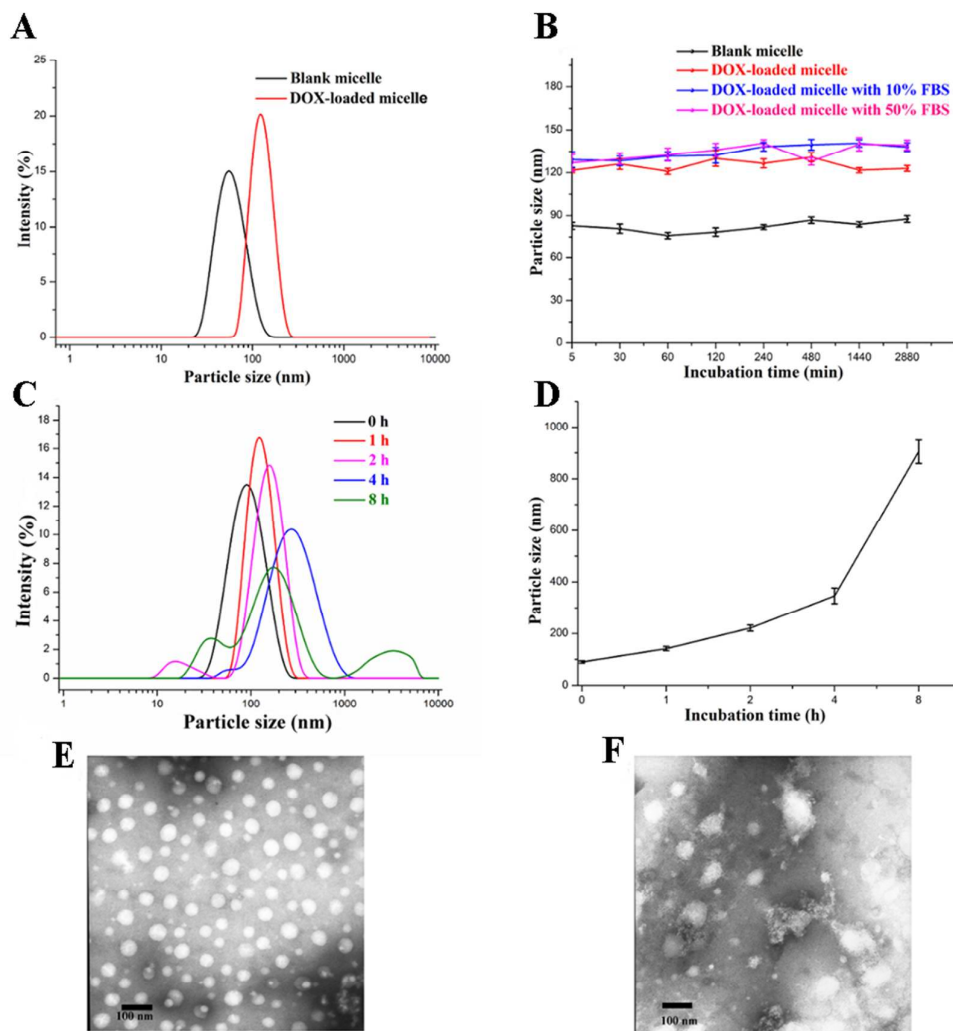 A
25
20
15
10
5
0
Intensity (%)
Blank micelle
DOX-loaded micelle
1
10
100
1000
10000
Particle size (nm)
B
Blank micelle
DOX-loaded micelle
DOX-loaded micelle with 10% FBS
DOX-loaded micelle with 50% FBS
210
180
150
120
90
60
30
0
Particle size (nm)
5 30 60 120 240 480 1440 2880
Incubation time (min)
C
18
16
14
12
10
8
6
4
2
0
Intensity (%)
0 h
1 h
2 h
4 h
8 h
1 10 100 1000 10000
Particle size (nm)
D
1000
800
600
400
200
0
Particle size (nm)
0 1 2 4 8
Incubation time (h)
E
100 nm
F
100 nm